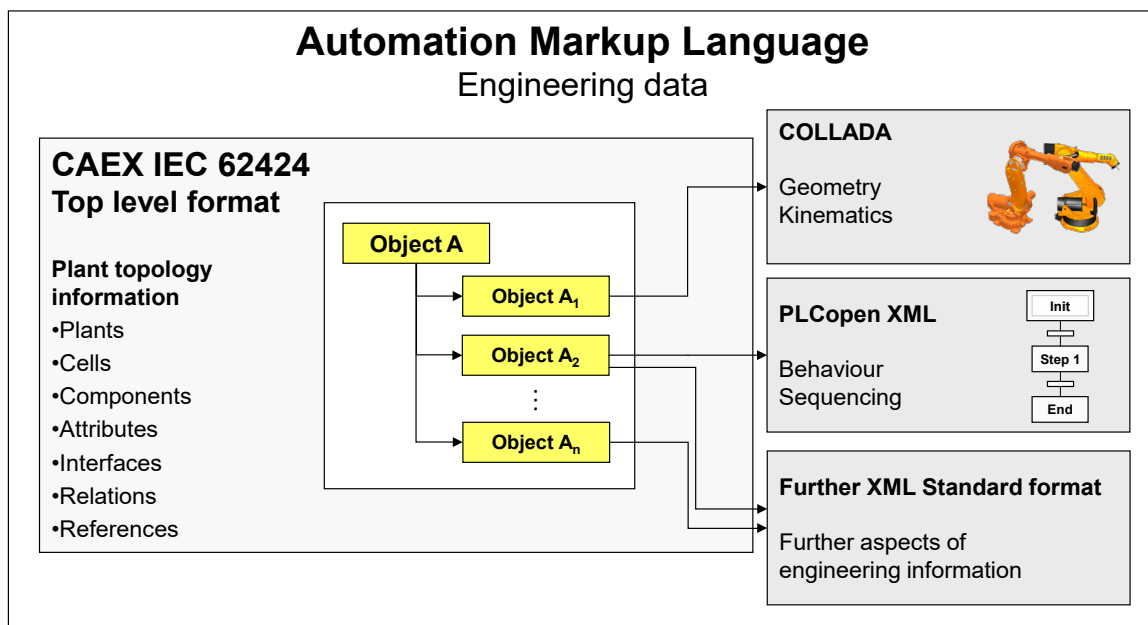 Automation Markup Language
Engineering data
CAEX IEC 62424
Top level format
Plant topology
information
•Plants
•Cells
•Components
•Attributes
•Interfaces
•Relations
•References
Object A
Object A₁
Object A₂
⋮
Object Aₙ
COLLADA
Geometry
Kinematics
PLCopen XML
Behaviour
Sequencing
Init
Step 1
End
Further XML Standard format
Further aspects of
engineering information